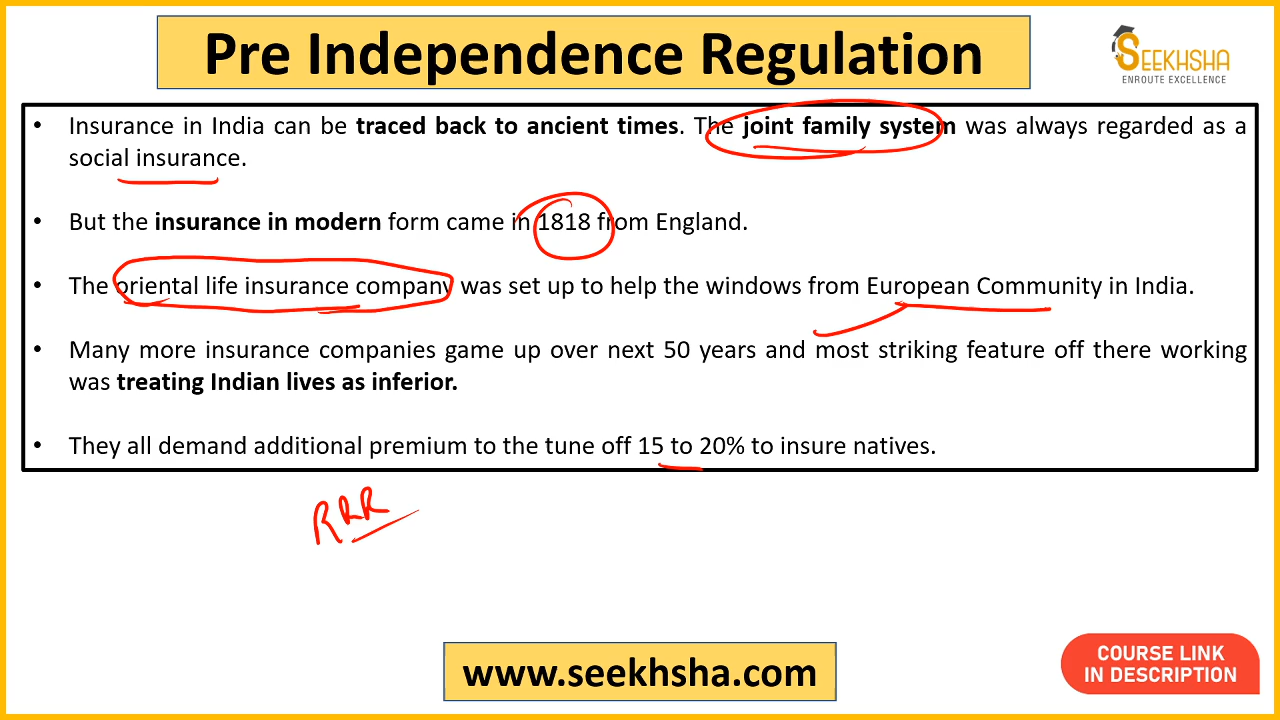 Pre Independence Regulation
SEEKHSHA
ENROUTE EXCELLENCE
• Insurance in India can be traced back to ancient times. The joint family system was always regarded as a
social insurance.
• But the insurance in modern form came in 1818 from England.
• The oriental life insurance company was set up to help the windows from European Community in India.
• Many more insurance companies game up over next 50 years and most striking feature off there working
was treating Indian lives as inferior.
• They all demand additional premium to the tune off 15 to 20% to insure natives.
RRR
www.seekhsha.com
COURSE LINK
IN DESCRIPTION